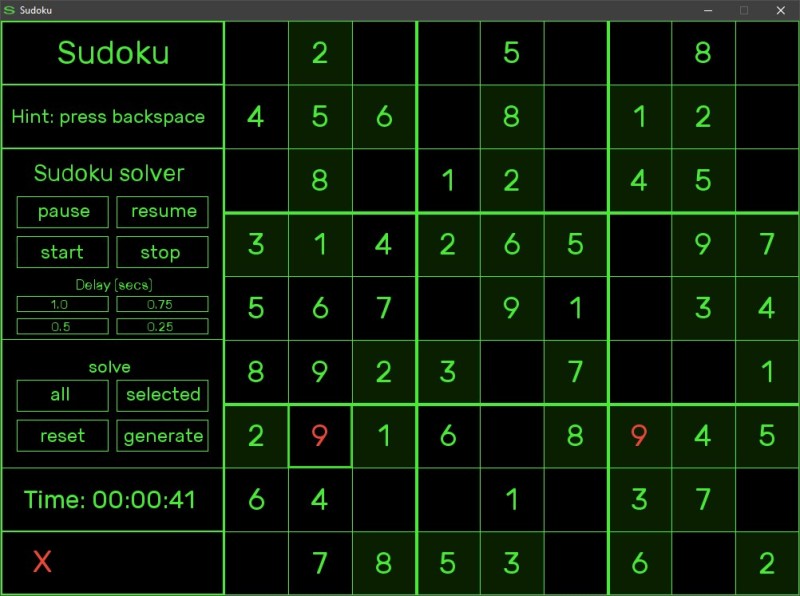 Sudoku
Sudoku
Hint: press backspace
Sudoku solver
pause resume
start stop
Delay [secs]
1.0 0.75
0.5 0.25
solve
all selected
reset generate
Time: 00:00:41
X
2 5 8
4 5 6 8 1 2
8 1 2 4 5
3 1 4 2 6 5 9 7
5 6 7 9 1 3 4
8 9 2 3 7 1
2 9 1 6 8 9 4 5
6 4 1 3 7
7 8 5 3 6 2